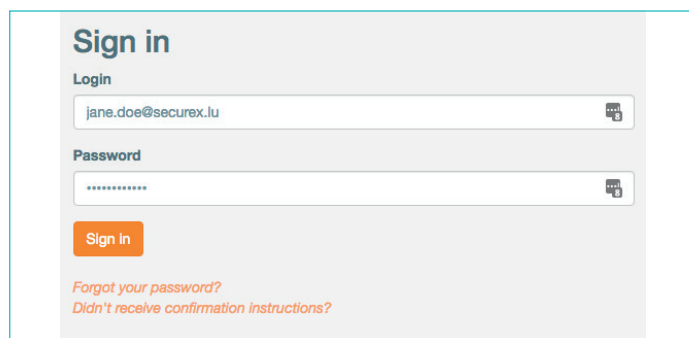 Sign in
Login
jane.doe@securex.lu
Password
••••••••••••
Sign in
Forgot your password?
Didn't receive confirmation instructions?